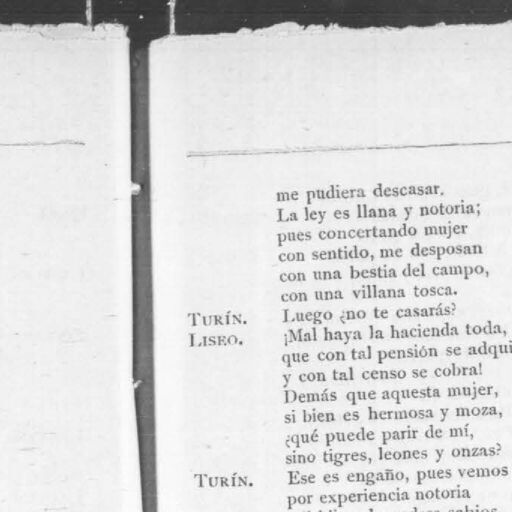 me pudiera descasar.
La ley es llana y notoria;
pues concertando mujer
con sentido, me desposan
con una bestia del campo,
con una villana tosca.
TURÍN. Luego ¿no te casarás?
LISEO. ¡Mal haya la hacienda toda,
que con tal pensión se adqui
y con tal censo se cobra!
Demás que aquesta mujer,
si bien es hermosa y moza,
¿qué puede parir de mí,
sino tigres, leones y onzas?
TURÍN. Ese es engaño, pues vemos
por experiencia notoria